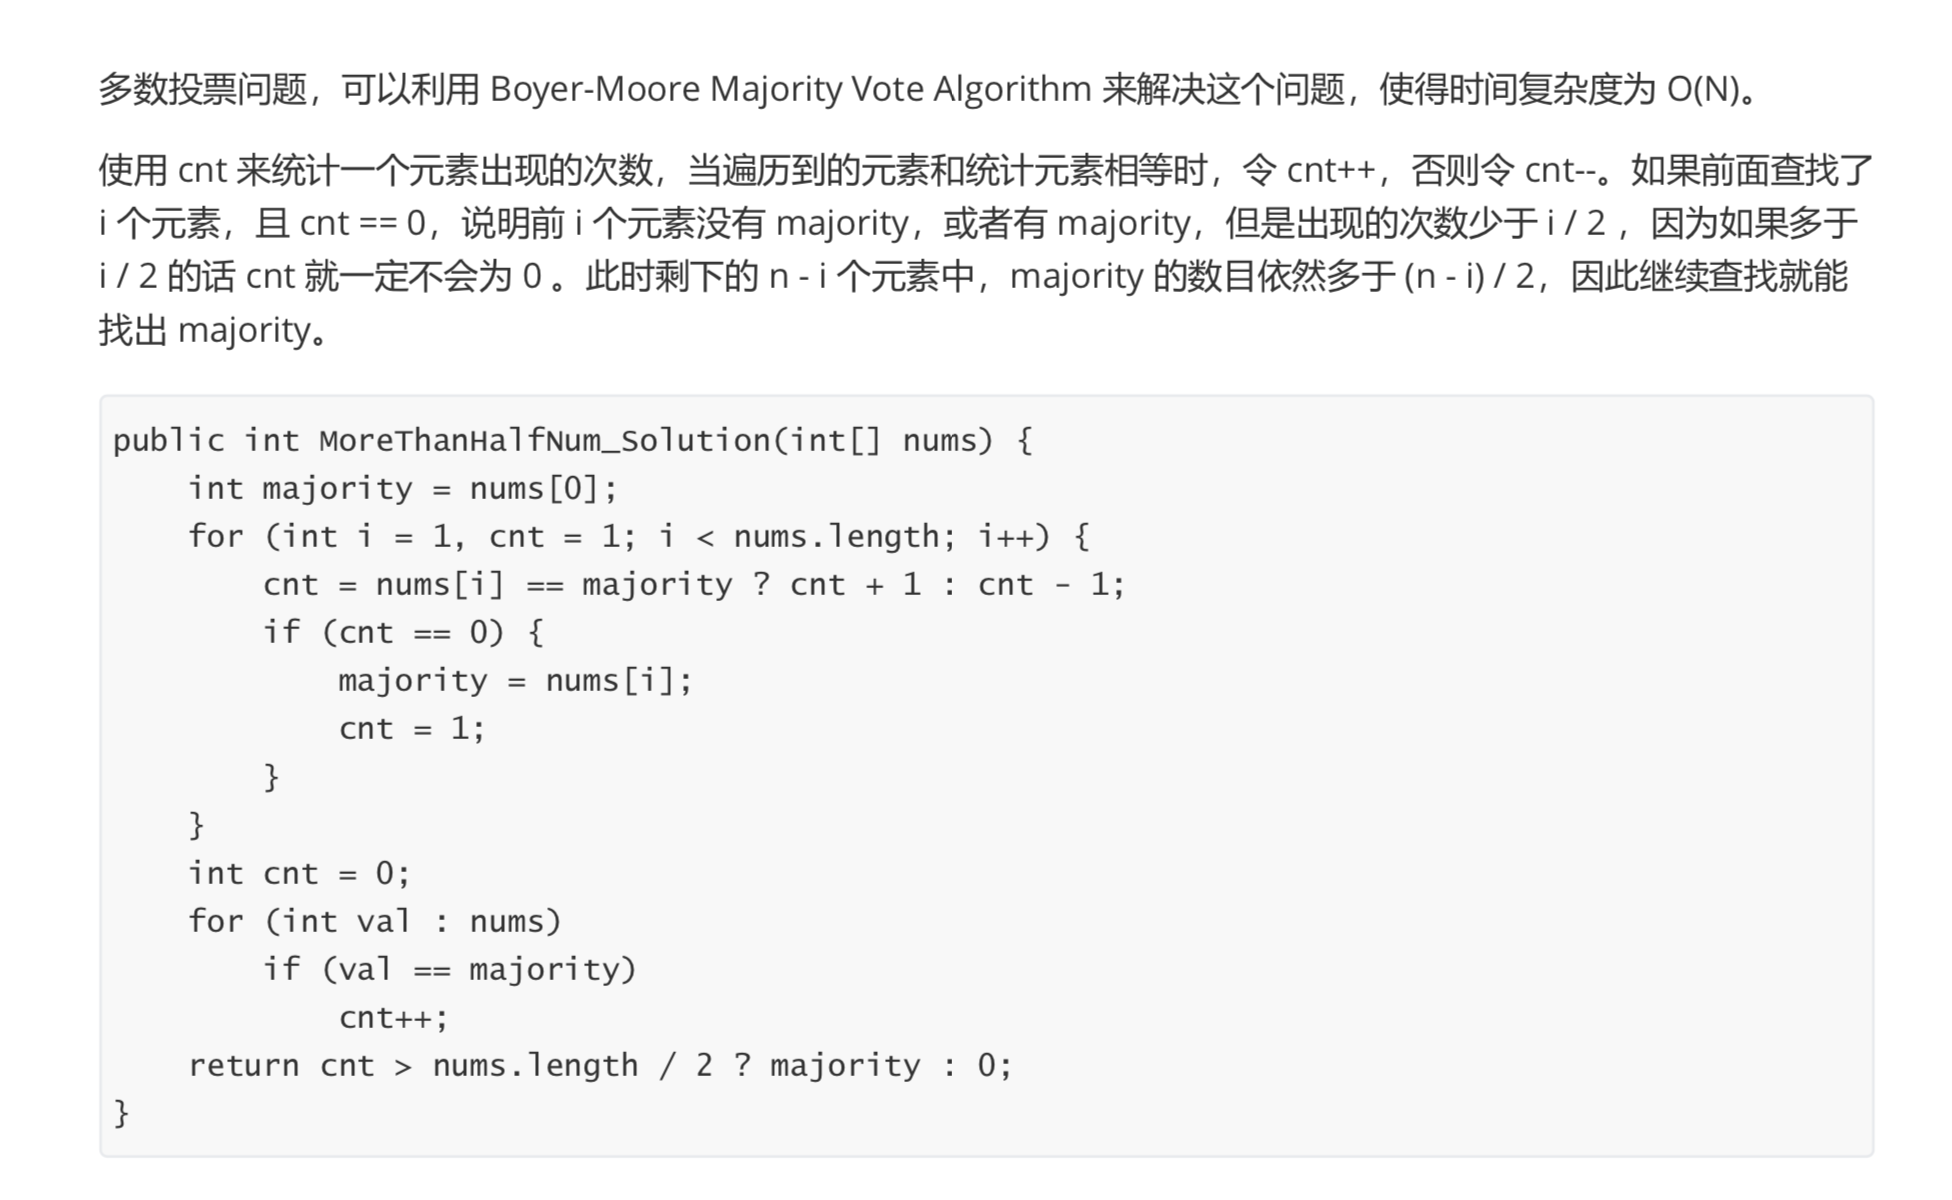 多数投票问题，可以利用 Boyer-Moore Majority Vote Algorithm 来解决这个问题，使得时间复杂度为 O(N)。
使用 cnt 来统计一个元素出现的次数，当遍历到的元素和统计元素相等时，令 cnt++，否则令 cnt--。如果前面查找了
i 个元素，且 cnt == 0，说明前 i 个元素没有 majority，或者有 majority，但是出现的次数少于 i / 2 ，因为如果多于
i / 2 的话 cnt 就一定不会为 0 。此时剩下的 n - i 个元素中，majority 的数目依然多于 (n - i) / 2，因此继续查找就能
找出 majority。
public int MoreThanHalfNum_Solution(int[] nums) {
    int majority = nums[0];
    for (int i = 1, cnt = 1; i < nums.length; i++) {
        cnt = nums[i] == majority ? cnt + 1 : cnt - 1;
        if (cnt == 0) {
            majority = nums[i];
            cnt = 1;
        }
    }
    int cnt = 0;
    for (int val : nums)
        if (val == majority)
            cnt++;
    return cnt > nums.length / 2 ? majority : 0;
}